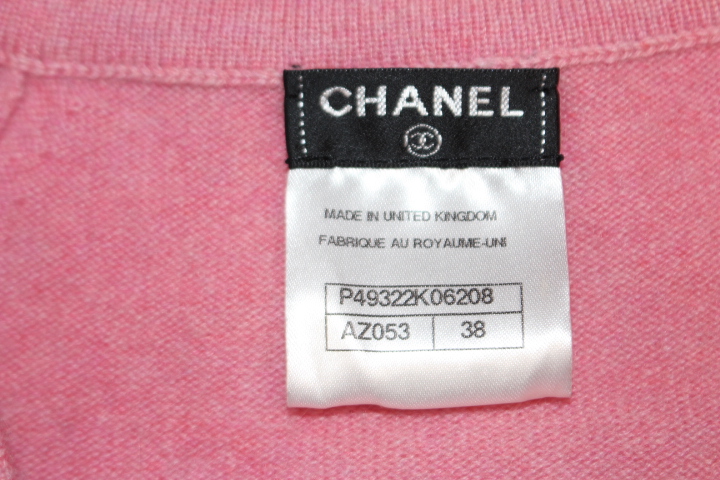 CHANEL
MADE IN UNITED KINGDOM
FABRIQUE AU ROYAUME-UNI
P49322K06208
AZ053 38